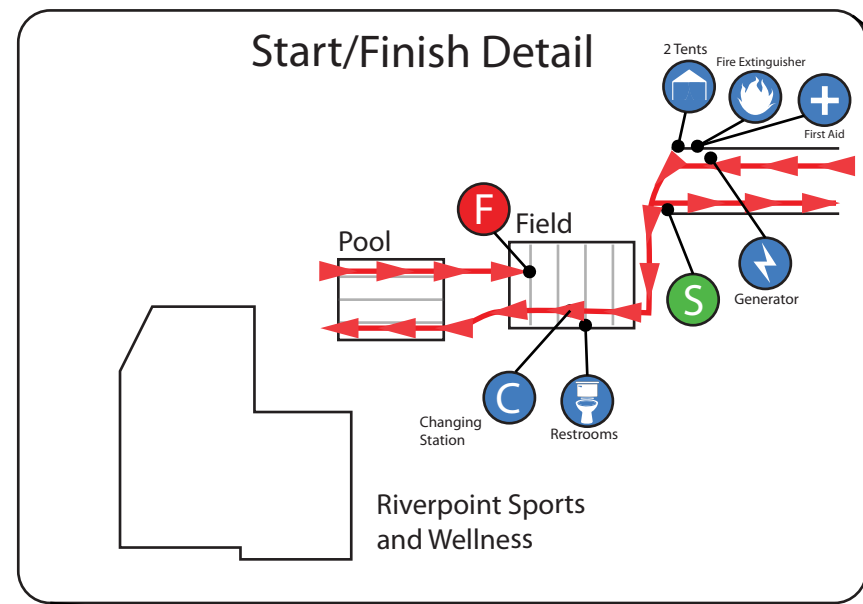 Start/Finish Detail
2 Tents
Fire Extinguisher
First Aid
F
Field
Pool
S
Generator
C
Changing
Station
Restrooms
Riverpoint Sports
and Wellness